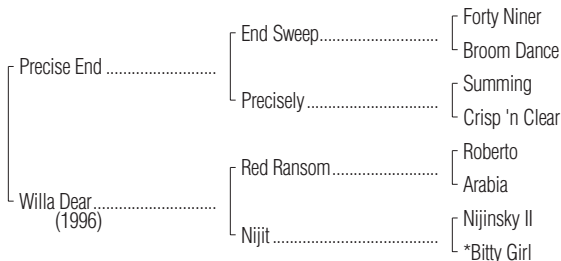 Forty Niner
End Sweep
Broom Dance
Precise End
Summing
Precisely
Crisp 'n Clear
Roberto
Red Ransom
Arabia
Willa Dear
(1996)
Nijinsky II
Nijit
*Bitty Girl